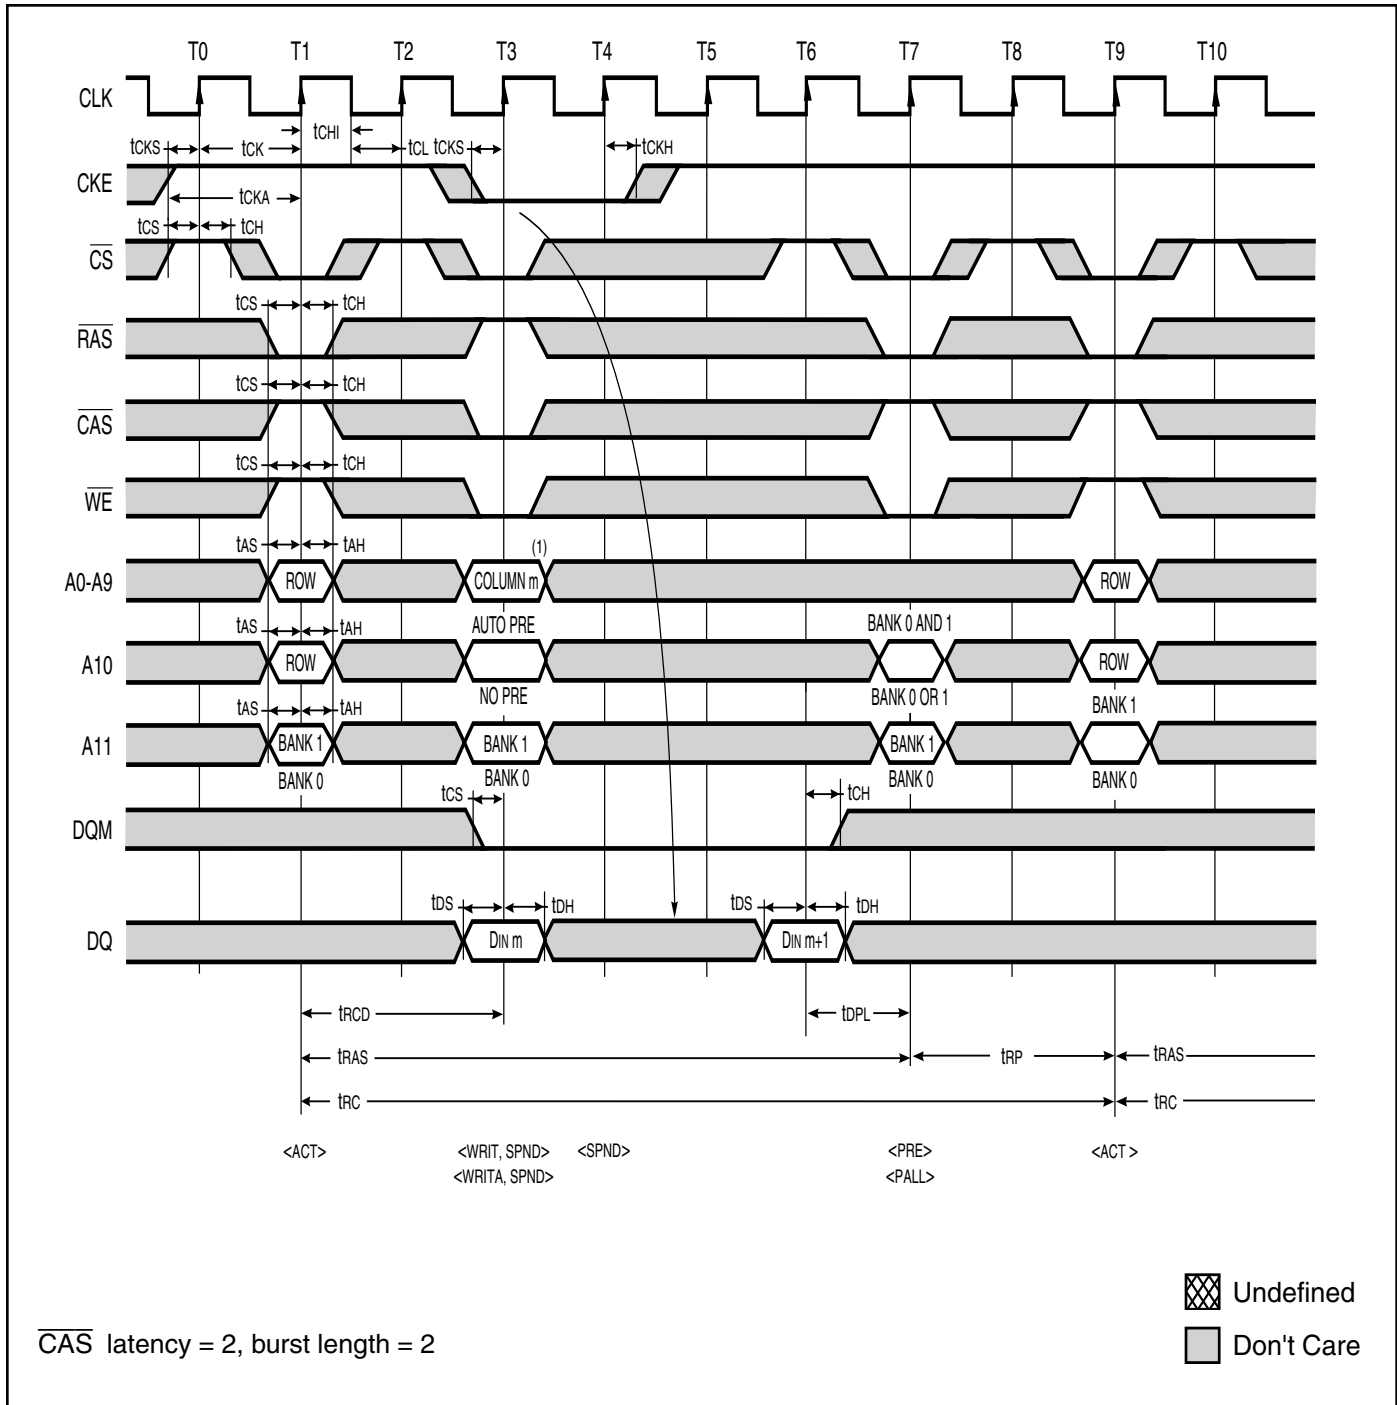 T0 T1 T2 T3 T4 T5 T6 T7 T8 T9 T10
CLK
tCHI
tCKS tCK tCL tCKS tCKH
CKE
tCKA
tCS tCH
CS
tCS tCH
RAS
tCS tCH
CAS
tCS tCH
WE
tAS tAH (1)
A0-A9 ROW COLUMN m ROW
AUTO PRE BANK 0 AND 1
tAS tAH
A10 ROW ROW
NO PRE BANK 0 OR 1 BANK 1
tAS tAH
A11 BANK 1 BANK 1 BANK 1
BANK 0 BANK 0 BANK 0 BANK 0
tCS tCH
DQM
tDS tDH tDS tDH
DQ DIN m DIN m+1
tRCD tDPL
tRAS tRP tRAS
tRC tRC
<ACT> <WRIT, SPND> <SPND> <PRE> <ACT >
<WRITA, SPND> <PALL>
Undefined
CAS latency = 2, burst length = 2
Don't Care